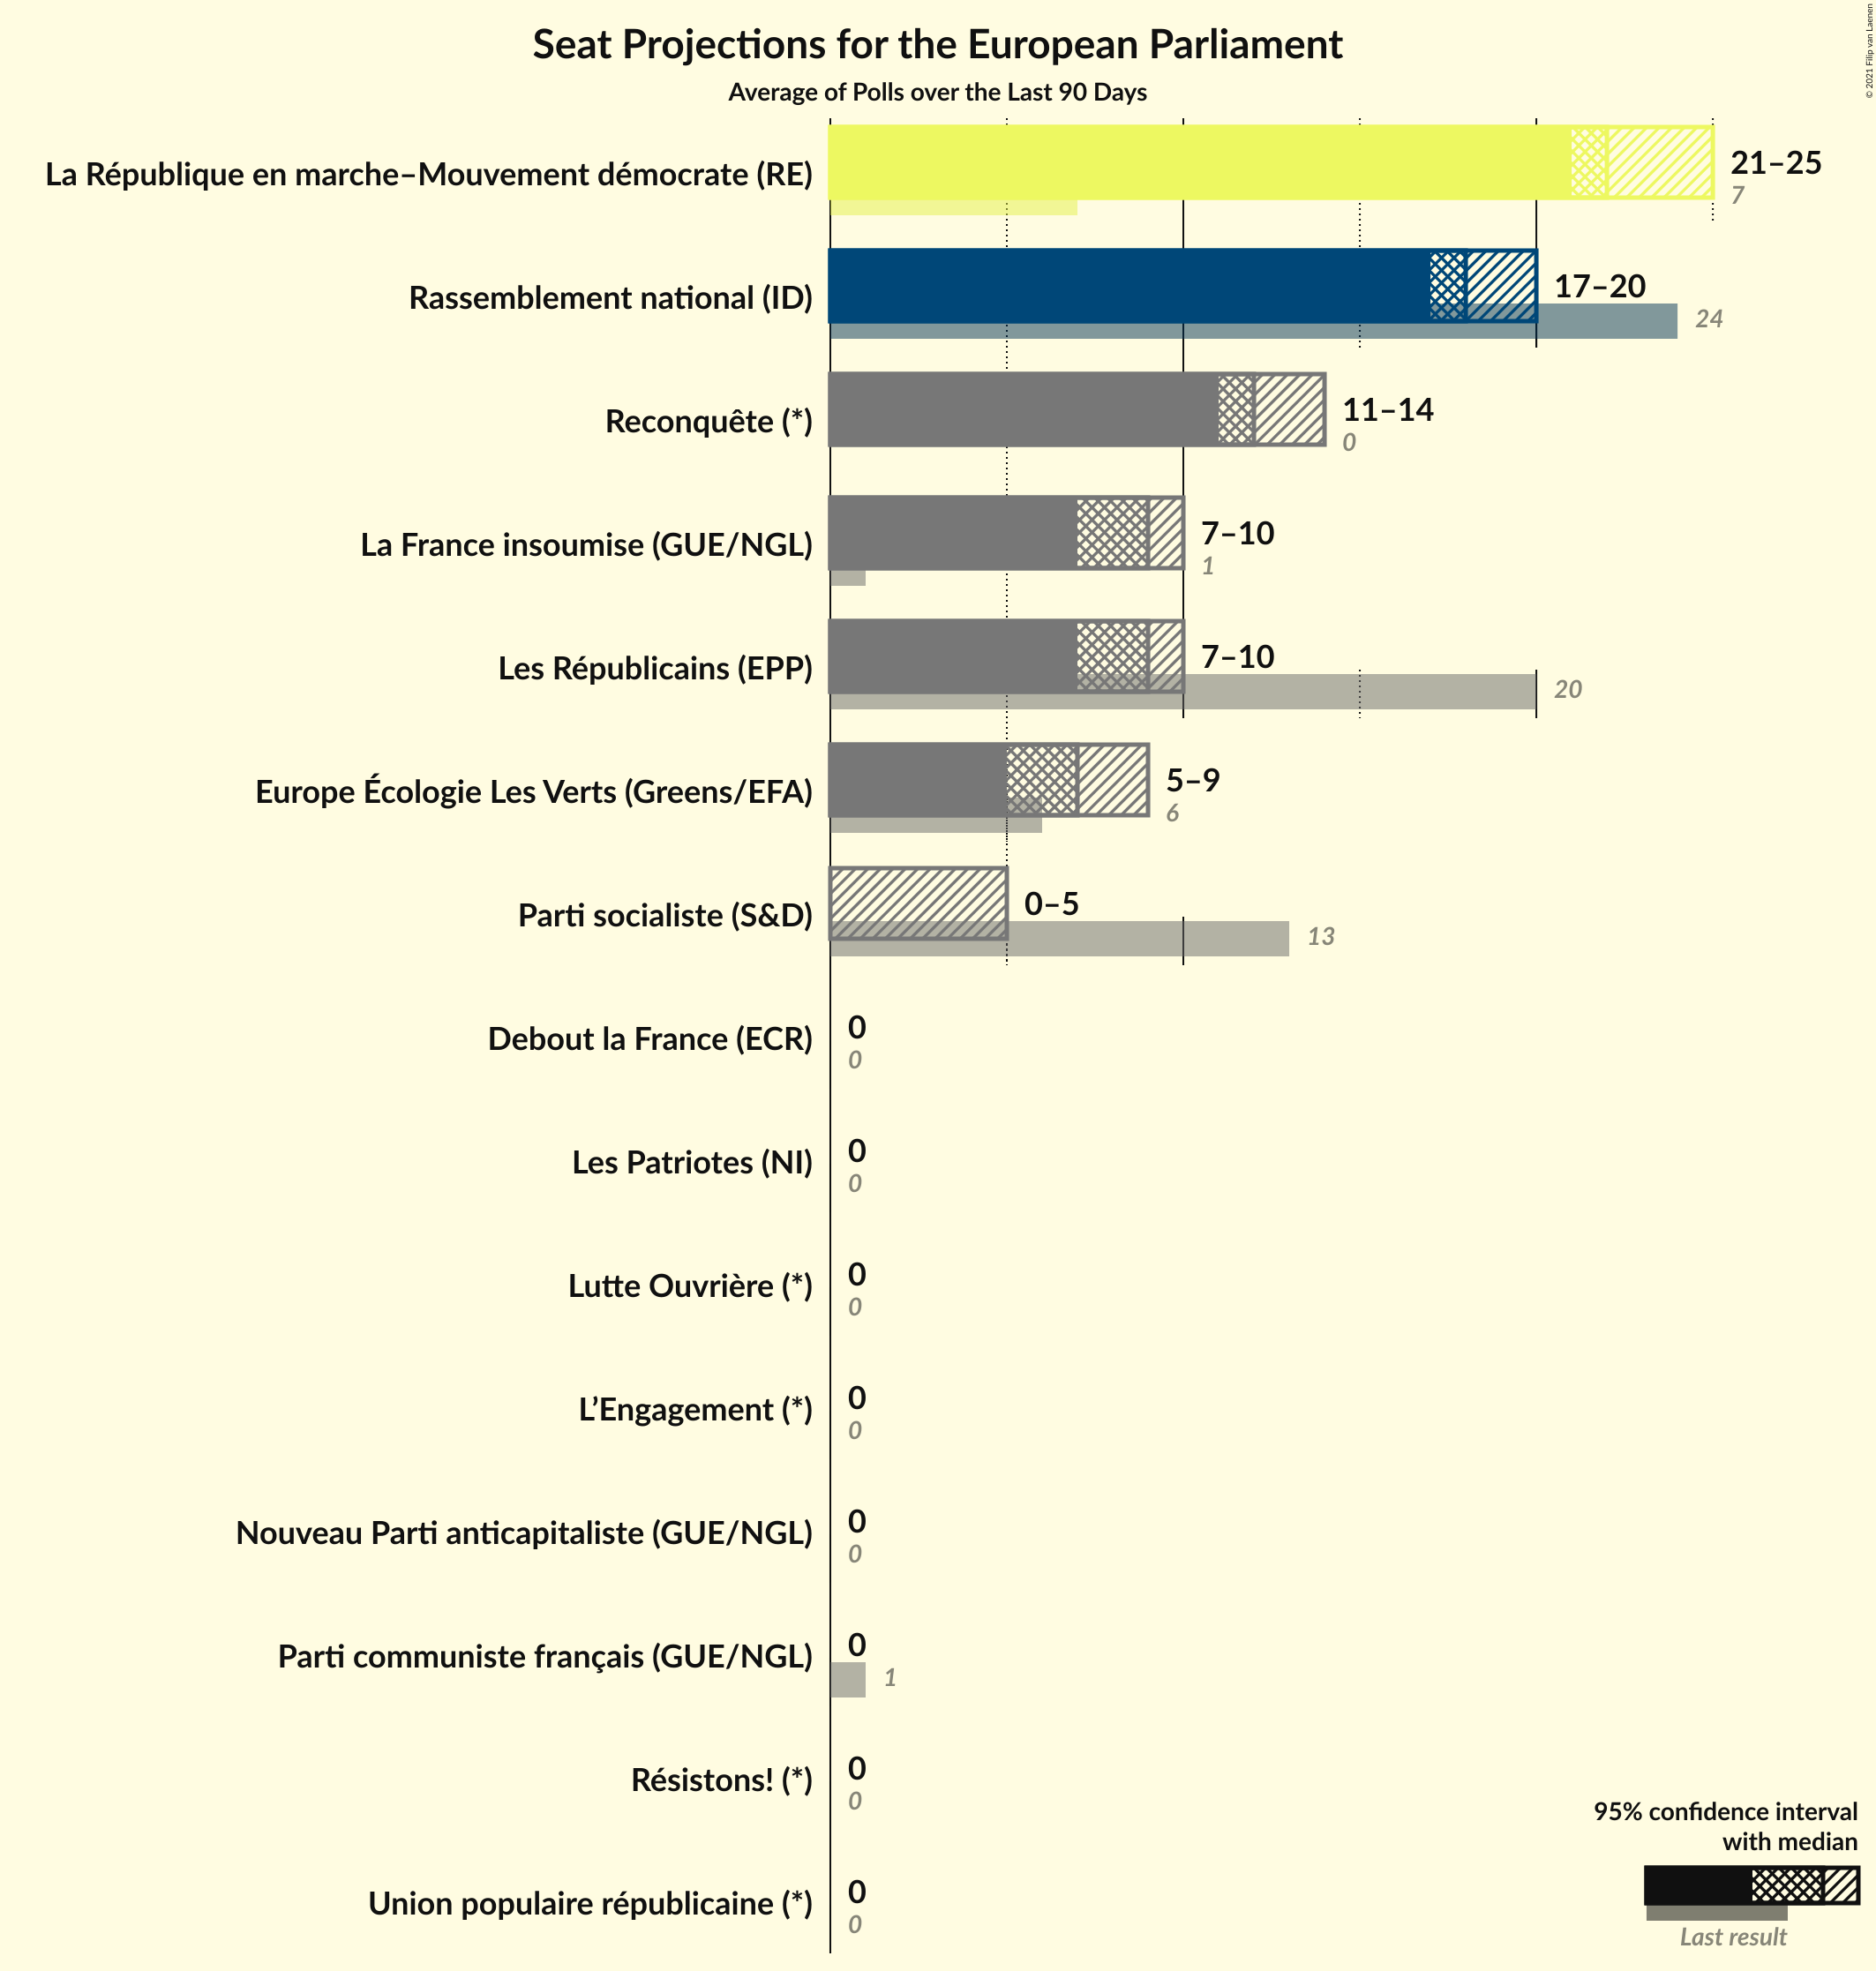 Seat Projections for the European Parliament
Average of Polls over the Last 90 Days
© 2021 Filip van Laenen
La République en marche–Mouvement démocrate (RE)
21–25
7
Rassemblement national (ID)
17–20
24
Reconquête (*)
11–14
0
La France insoumise (GUE/NGL)
7–10
1
Les Républicains (EPP)
7–10
20
Europe Écologie Les Verts (Greens/EFA)
5–9
6
Parti socialiste (S&D)
0–5
13
Debout la France (ECR)
0
0
Les Patriotes (NI)
0
0
Lutte Ouvrière (*)
0
0
L’Engagement (*)
0
0
Nouveau Parti anticapitaliste (GUE/NGL)
0
0
Parti communiste français (GUE/NGL)
0
1
Résistons! (*)
0
0
Union populaire républicaine (*)
0
0
95% confidence interval
with median
Last result